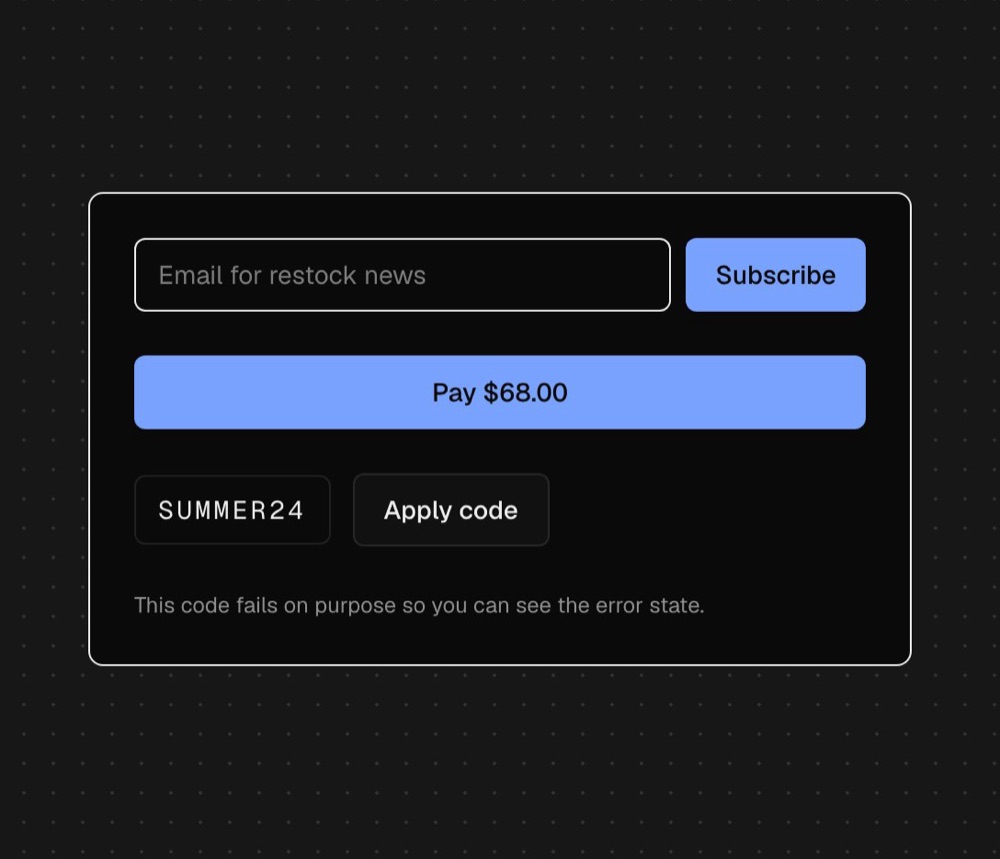 Email for restock news
Subscribe
Pay $68.00
SUMMER24
Apply code
This code fails on purpose so you can see the error state.